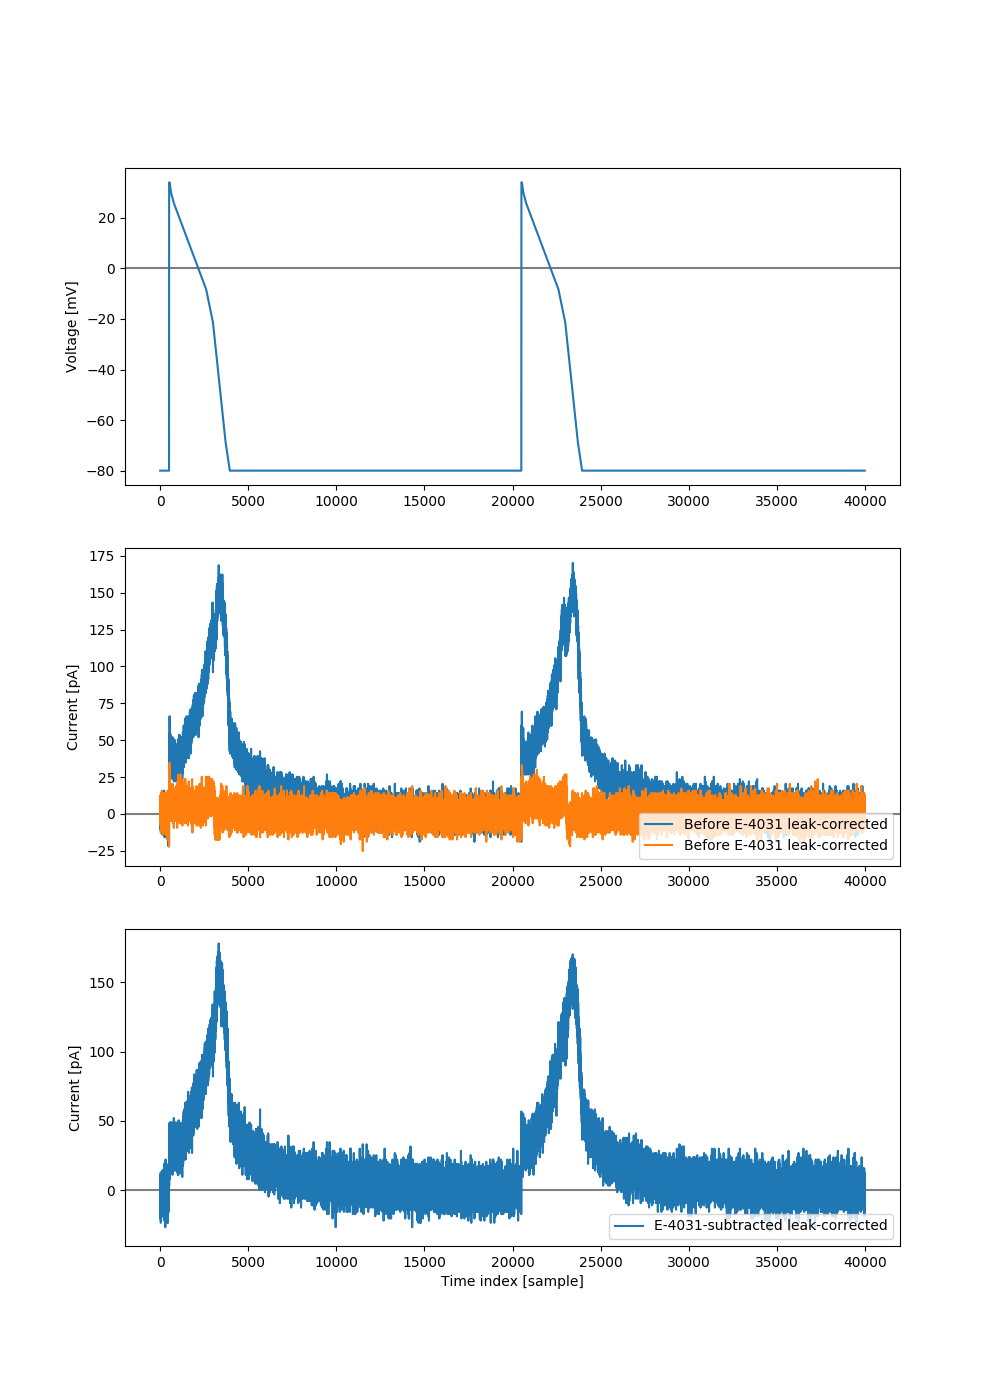 20
0
−20
−40
−60
−80
Voltage [mV]
0 5000 10000 15000 20000 25000 30000 35000 40000
175
150
125
100
75
50
25
0
−25
Current [pA]
Before E-4031 leak-corrected
Before E-4031 leak-corrected
0 5000 10000 15000 20000 25000 30000 35000 40000
150
100
50
0
Current [pA]
E-4031-subtracted leak-corrected
0 5000 10000 15000 20000 25000 30000 35000 40000
Time index [sample]